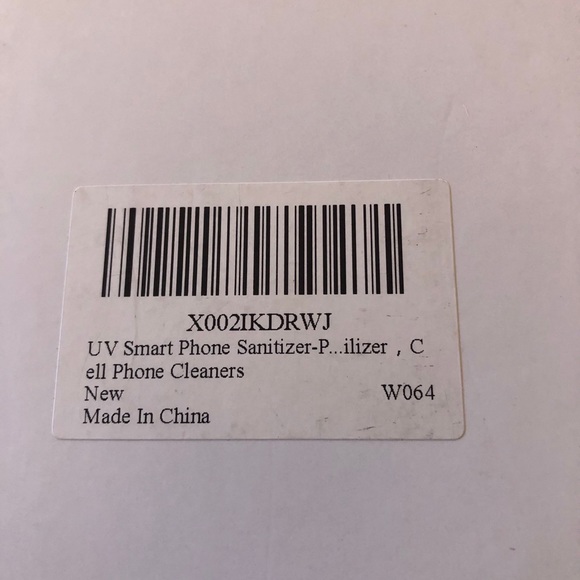 X002IKDRWJ
UV Smart Phone Sanitizer-P...ilizer , C
ell Phone Cleaners
New W064
Made In China